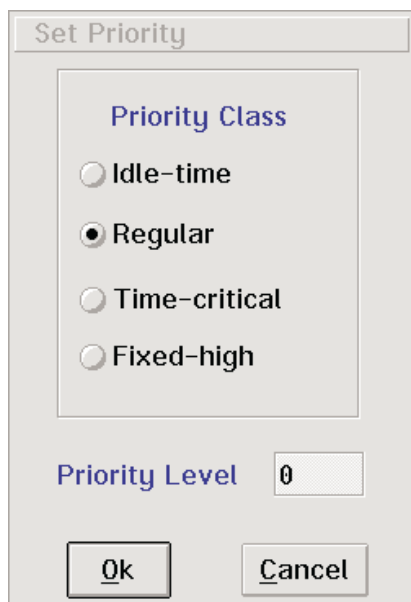 Set Priority
Priority Class
Idle-time
Regular
Time-critical
Fixed-high
Priority Level 0
Ok Cancel